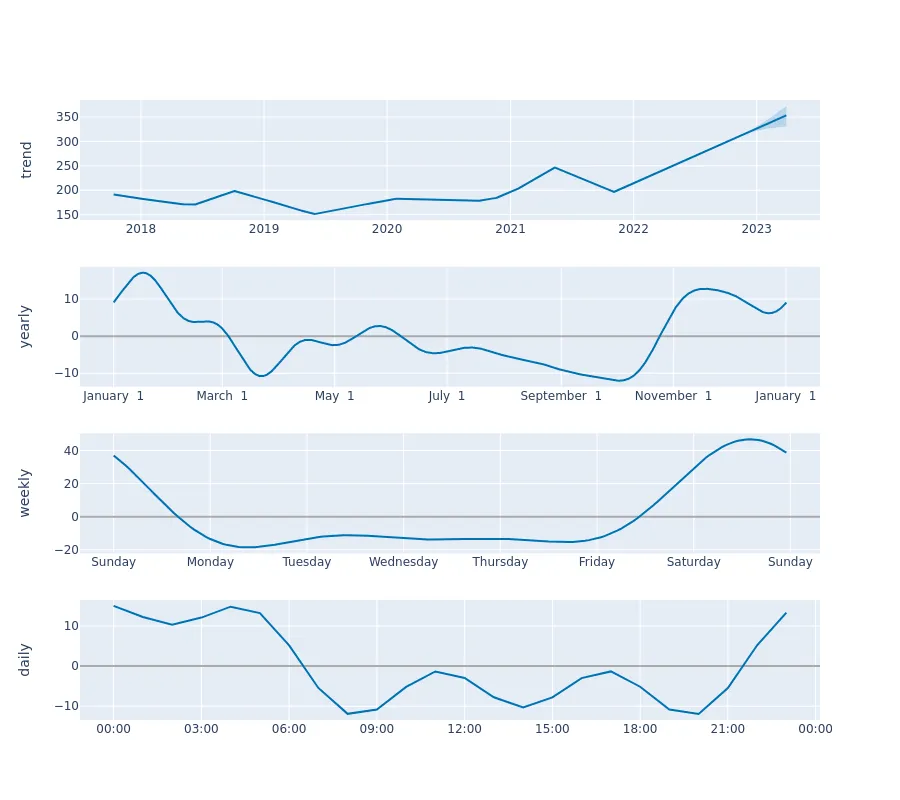 trend
350
300
250
200
150
2018 2019 2020 2021 2022 2023
yearly
10
0
−10
January 1 March 1 May 1 July 1 September 1 November 1 January 1
weekly
40
20
0
−20
Sunday Monday Tuesday Wednesday Thursday Friday Saturday Sunday
daily
10
0
−10
00:00 03:00 06:00 09:00 12:00 15:00 18:00 21:00 00:00